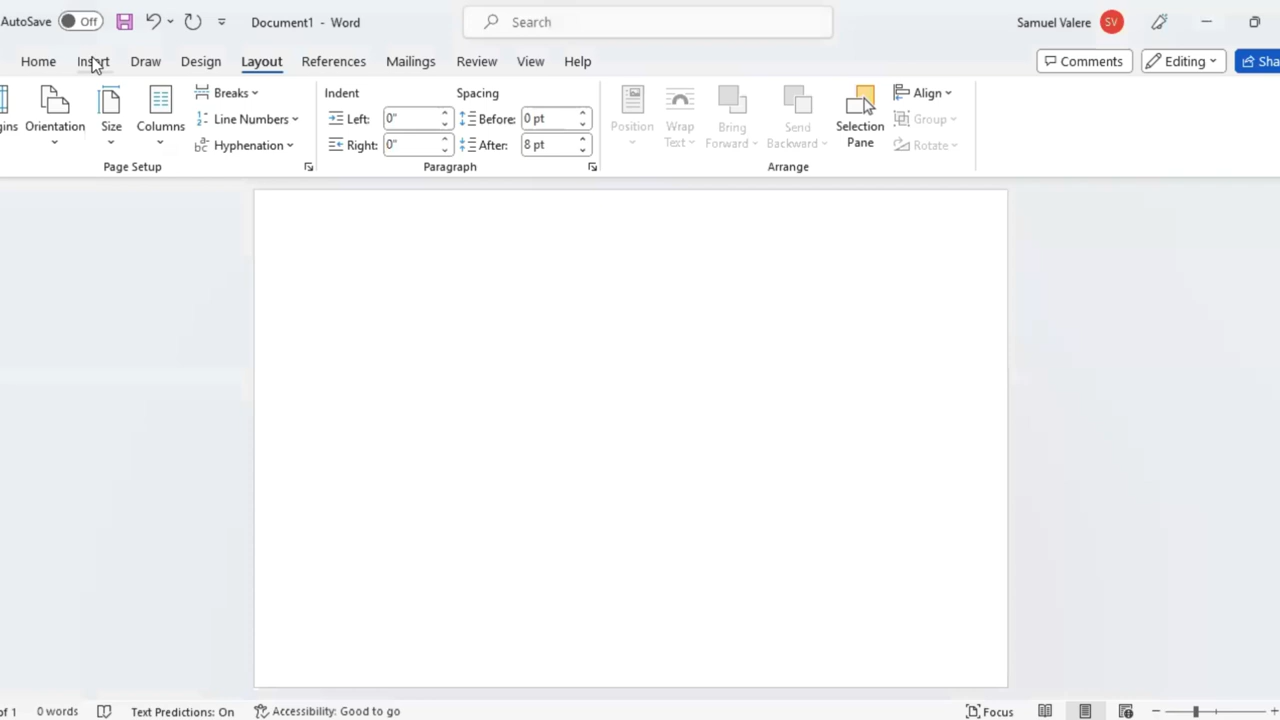 AutoSave Off Document1 - Word Search Samuel Valere SV
Home Insert Draw Design Layout References Mailings Review View Help Comments Editing
Orientation Size Columns Breaks Line Numbers Hyphenation
Page Setup
Indent Spacing
Left: 0" Before: 0 pt
Right: 0" After: 8 pt
Paragraph
Position Wrap Text Bring Forward Send Backward Selection Pane Align Group Rotate
Arrange
of 1 0 words Text Predictions: On Accessibility: Good to go Focus